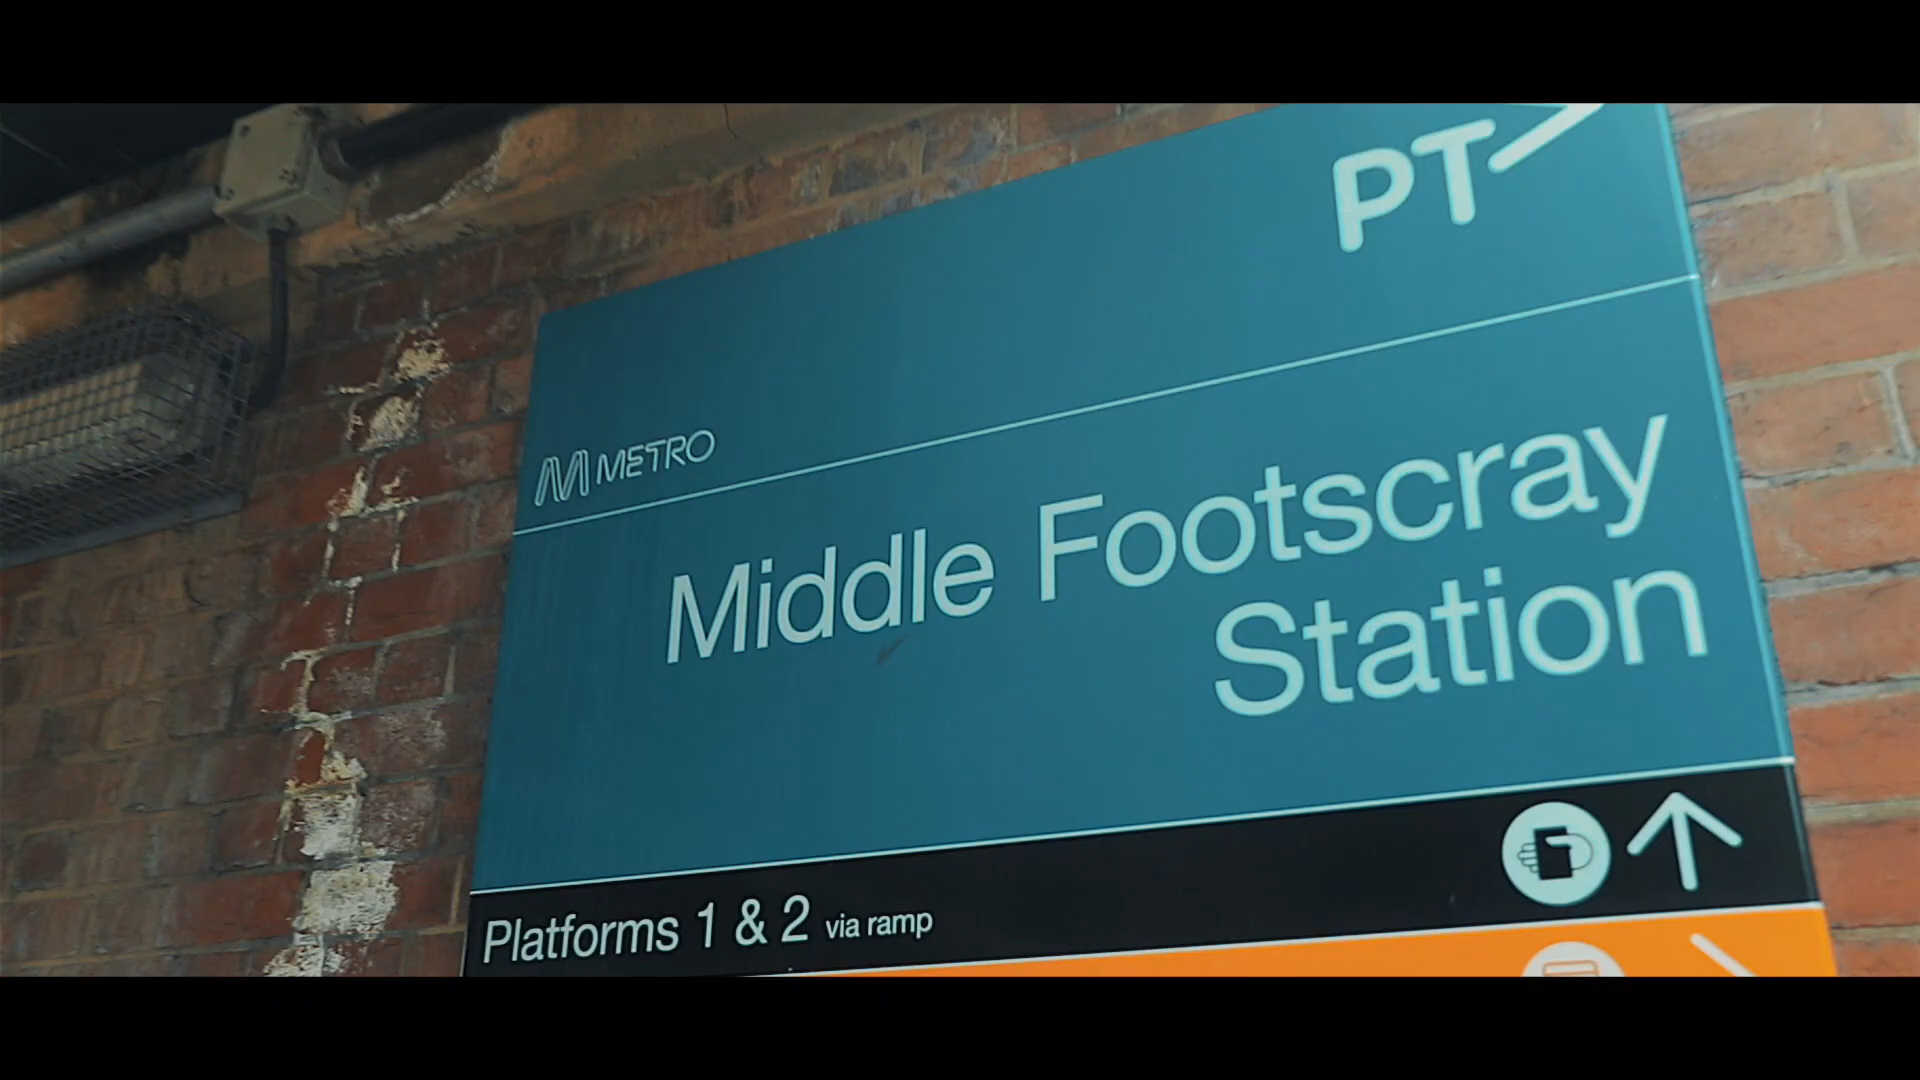 PT
METRO
Middle Footscray
Station
Platforms 1 & 2 via ramp